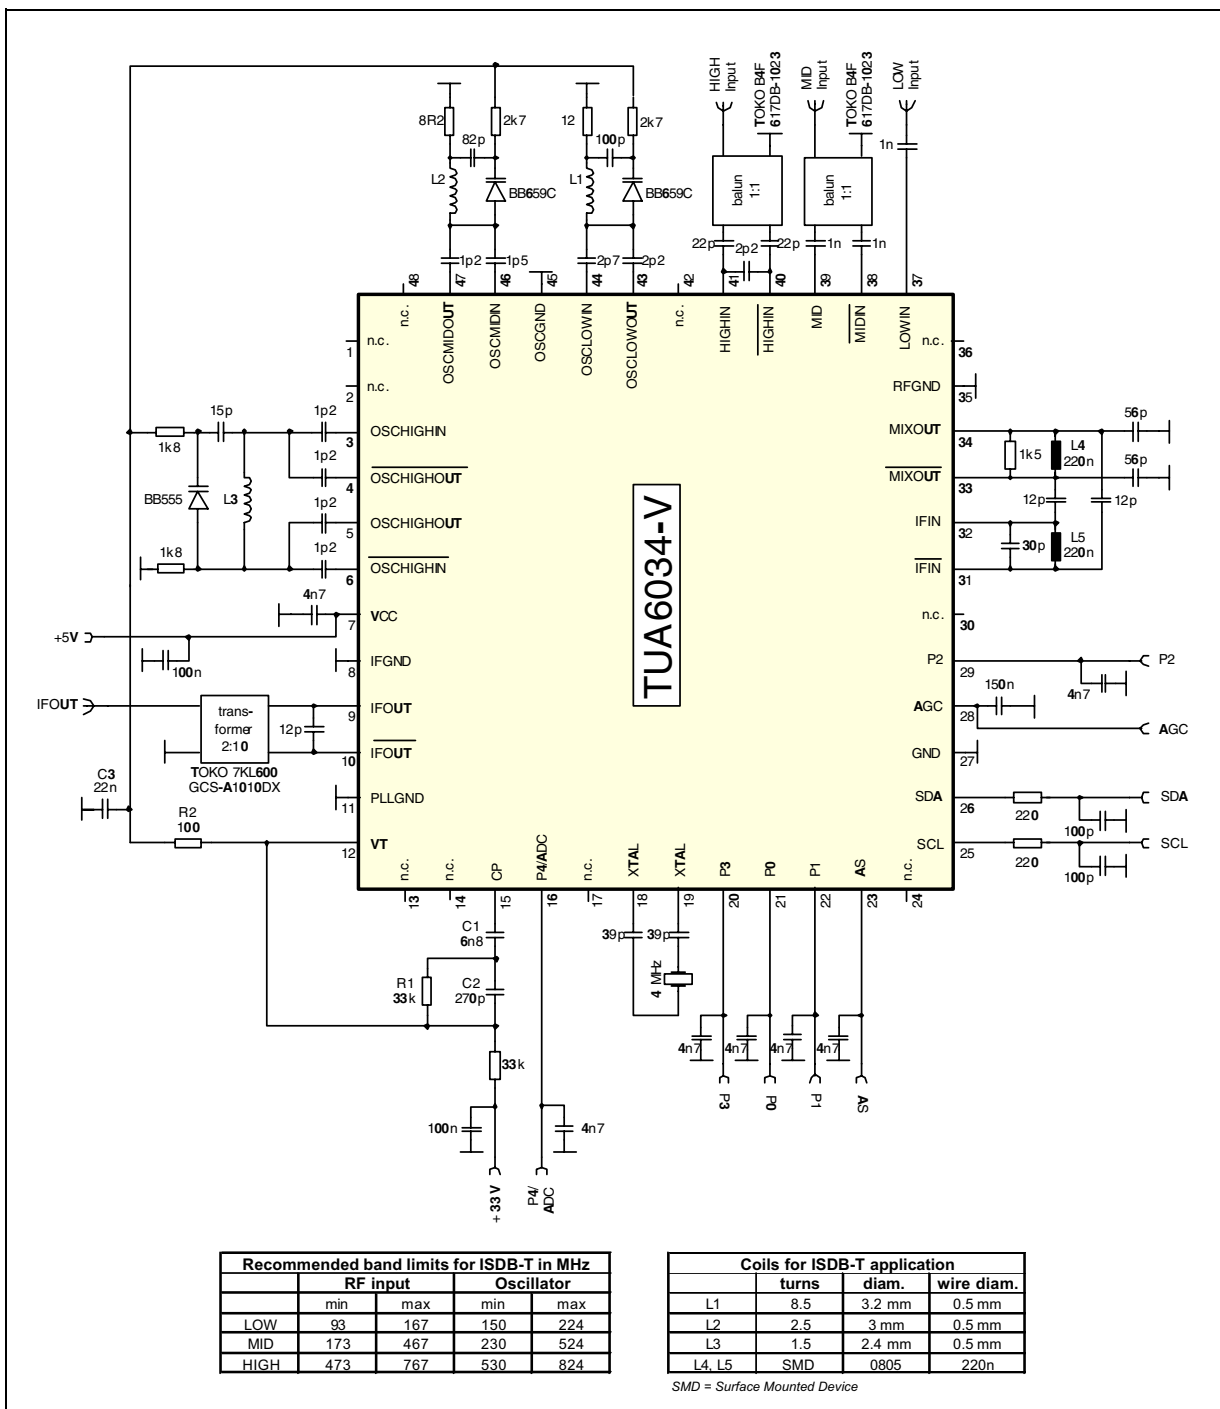 HIGH
Input
TOKO B4F
617DB-1023
MID
Input
TOKO B4F
617DB-1023
LOW
Input
8R2
82p
2k7
12
100p
2k7
1n
L2
BB659C
L1
BB659C
balun
1:1
balun
1:1
22p
2p2
22p
1n
1n
1p2
1p5
2p7
2p2
48
47
46
45
44
43
42
41
40
39
38
37
n.c.
OSCMIDOUT
OSCMIDIN
OSCGND
OSCLOWIN
OSCLOWOUT
n.c.
HIGHIN
HIGHIN
MID
MIDIN
LOWIN
1
n.c.
n.c.
36
2
n.c.
RFGND
35
15p
1p2
1k8
3
OSCHIGHIN
MIXOUT
34
56p
1k5
L4
220n
1p2
4
OSCHIGHOUT
MIXOUT
33
56p
BB555
L3
12p
12p
1p2
5
OSCHIGHOUT
IFIN
32
30p
L5
220n
1k8
1p2
6
OSCHIGHIN
IFIN
31
TUA6034-V
4n7
7
VCC
n.c.
30
+5V
100n
8
IFGND
P2
29
P2
4n7
150n
IFOUT
trans-
former
2:10
12p
9
IFOUT
AGC
28
AGC
10
IFOUT
GND
27
TOKO 7KL600
GCS-A1010DX
C3
22n
11
PLLGND
SDA
26
220
SDA
100p
R2
100
12
VT
SCL
25
220
SCL
100p
n.c.
n.c.
CP
P4/ADC
n.c.
XTAL
XTAL
P3
P0
P1
AS
n.c.
13
14
15
16
17
18
19
20
21
22
23
24
C1
6n8
39p
39p
R1
33k
C2
270p
4 MHz
33k
4n7
4n7
4n7
4n7
P3
P0
P1
AS
100n
4n7
+ 33 V
P4/
ADC
Recommended band limits for ISDB-T in MHz
RF input Oscillator
min max min max
LOW 93 167 150 224
MID 173 467 230 524
HIGH 473 767 530 824
Coils for ISDB-T application
turns diam. wire diam.
L1 8.5 3.2 mm 0.5 mm
L2 2.5 3 mm 0.5 mm
L3 1.5 2.4 mm 0.5 mm
L4, L5 SMD 0805 220n
SMD = Surface Mounted Device